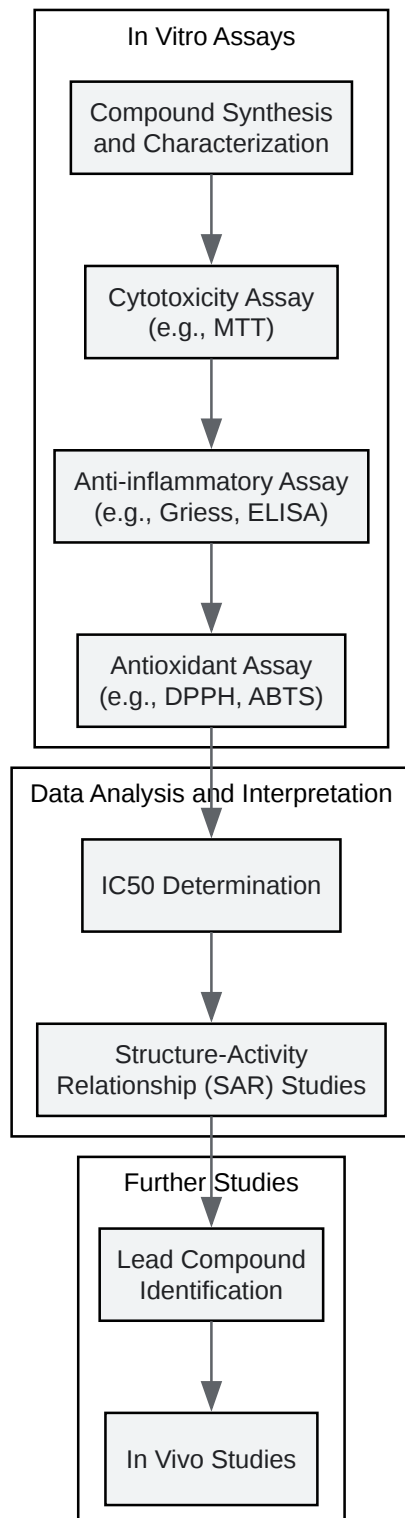 In Vitro Assays
Compound Synthesis
and Characterization
Cytotoxicity Assay
(e.g., MTT)
Anti-inflammatory Assay
(e.g., Griess, ELISA)
Antioxidant Assay
(e.g., DPPH, ABTS)
Data Analysis and Interpretation
IC50 Determination
Structure-Activity
Relationship (SAR) Studies
Further Studies
Lead Compound
Identification
In Vivo Studies